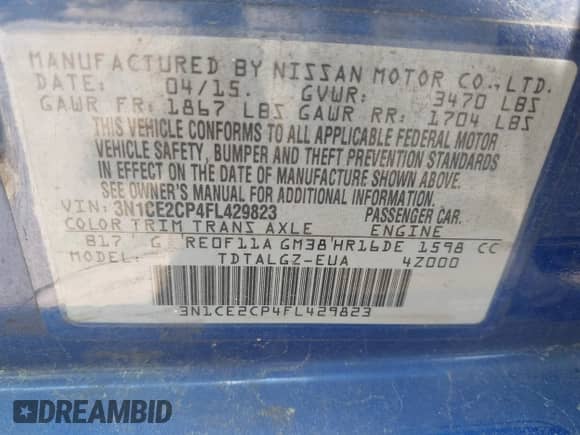 MANUFACTURED BY NISSAN MOTOR CO., LTD.
DATE: 04/15. GVWR: 3470 LBS
GAWR FR: 1867 LBS GAWR RR: 1704 LBS
THIS VEHICLE CONFORMS TO ALL APPLICABLE FEDERAL MOTOR
VEHICLE SAFETY, BUMPER AND THEFT PREVENTION STANDARDS
IN EFFECT ON THE DATE OF MANUFACTURE SHOWN ABOVE.
SEE OWNER'S MANUAL FOR ADDITIONAL INFORMATION.
VIN: 3N1CE2CP4FL429823 PASSENGER CAR.
COLOR TRIM TRANS AXLE ENGINE
B17 G RE0F11A GM38 HR16DE 1598 CC
MODEL: TDTALGZ-EUA 4Z000
3N1CE2CP4FL429823
DREAMBID